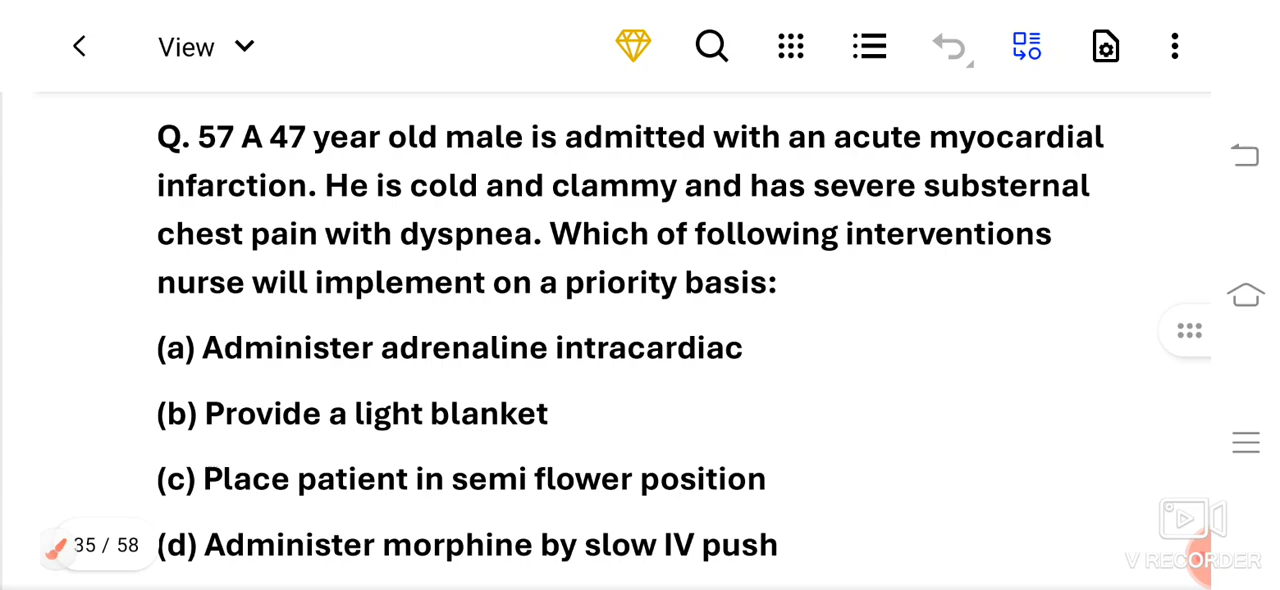 View
Q. 57 A 47 year old male is admitted with an acute myocardial
infarction. He is cold and clammy and has severe substernal
chest pain with dyspnea. Which of following interventions
nurse will implement on a priority basis:
(a) Administer adrenaline intracardiac
(b) Provide a light blanket
(c) Place patient in semi flower position
35 / 58
(d) Administer morphine by slow IV push
V RECORDER